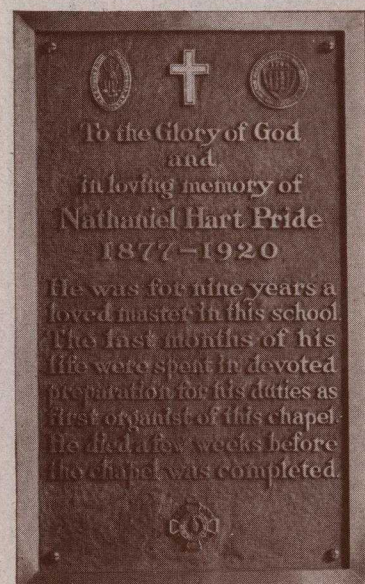 To the Glory of God
and
in loving memory of
Nathaniel Hart Pride
1877–1920
He was for nine years a
loved master in this school.
The last months of his
life were spent in devoted
preparation for his duties as
first organist of this chapel.
He died a few weeks before
the chapel was completed.